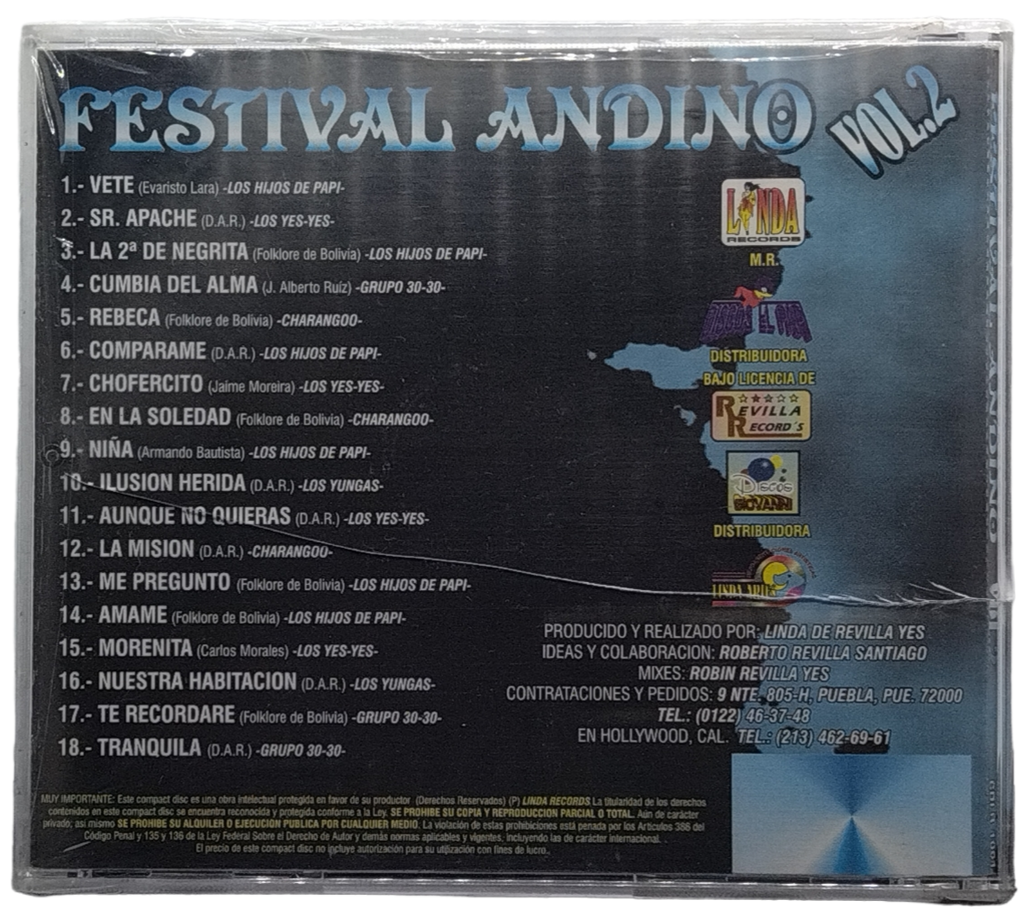 FESTIVAL ANDINO VOL.2
1.- VETE (Evaristo Lara) -LOS HIJOS DE PAPI-
2.- SR. APACHE (D.A.R.) -LOS YES-YES-
3.- LA 2ª DE NEGRITA (Folklore de Bolivia) -LOS HIJOS DE PAPI-
4.- CUMBIA DEL ALMA (J. Alberto Ruíz) -GRUPO 30-30-
5.- REBECA (Folklore de Bolivia) -CHARANGOO-
6.- COMPARAME (D.A.R.) -LOS HIJOS DE PAPI-
7.- CHOFERCITO (Jaime Moreira) -LOS YES-YES-
8.- EN LA SOLEDAD (Folklore de Bolivia) -CHARANGOO-
9.- NIÑA (Armando Bautista) -LOS HIJOS DE PAPI-
10.- ILUSION HERIDA (D.A.R.) -LOS YUNGAS-
11.- AUNQUE NO QUIERAS (D.A.R.) -LOS YES-YES-
12.- LA MISION (D.A.R.) -CHARANGOO-
13.- ME PREGUNTO (Folklore de Bolivia) -LOS HIJOS DE PAPI-
14.- AMAME (Folklore de Bolivia) -LOS HIJOS DE PAPI-
15.- MORENITA (Carlos Morales) -LOS YES-YES-
16.- NUESTRA HABITACION (D.A.R.) -LOS YUNGAS-
17.- TE RECORDARE (Folklore de Bolivia) -GRUPO 30-30-
18.- TRANQUILA (D.A.R.) -GRUPO 30-30-
LINDA
RECORDS
M.R.
DISTRIBUIDORA
BAJO LICENCIA DE
REVILLA
RECORD´S
Discos
GIOVANNI
DISTRIBUIDORA
LINDA
PRODUCIDO Y REALIZADO POR: LINDA DE REVILLA YES
IDEAS Y COLABORACION: ROBERTO REVILLA SANTIAGO
MIXES: ROBIN REVILLA YES
CONTRATACIONES Y PEDIDOS: 9 NTE. 805-H, PUEBLA, PUE. 72000
TEL.: (0122) 46-37-48
EN HOLLYWOOD, CAL. TEL.: (213) 462-69-61
MUY IMPORTANTE: Este compact disc es una obra intelectual protegida en favor de su productor (Derechos Reservados) (P) LINDA RECORDS La titularidad de los derechos
contenidos en este compact disc se encuentra reconocida y protegida conforme a la Ley. SE PROHIBE SU COPIA Y REPRODUCCION PARCIAL O TOTAL. Aún de carácter
privado; así mismo SE PROHIBE SU ALQUILER O EJECUCION PUBLICA POR CUALQUIER MEDIO. La violación de estas prohibiciones está penada por los Articulos 386 del
Código Penal y 135 y 136 de la Ley Federal Sobre el Derecho de Autor y demás normas aplicables y vigentes, incluyendo las de carácter internacional.
El precio de este compact disc no incluye autorización para su utilización con fines de lucro.